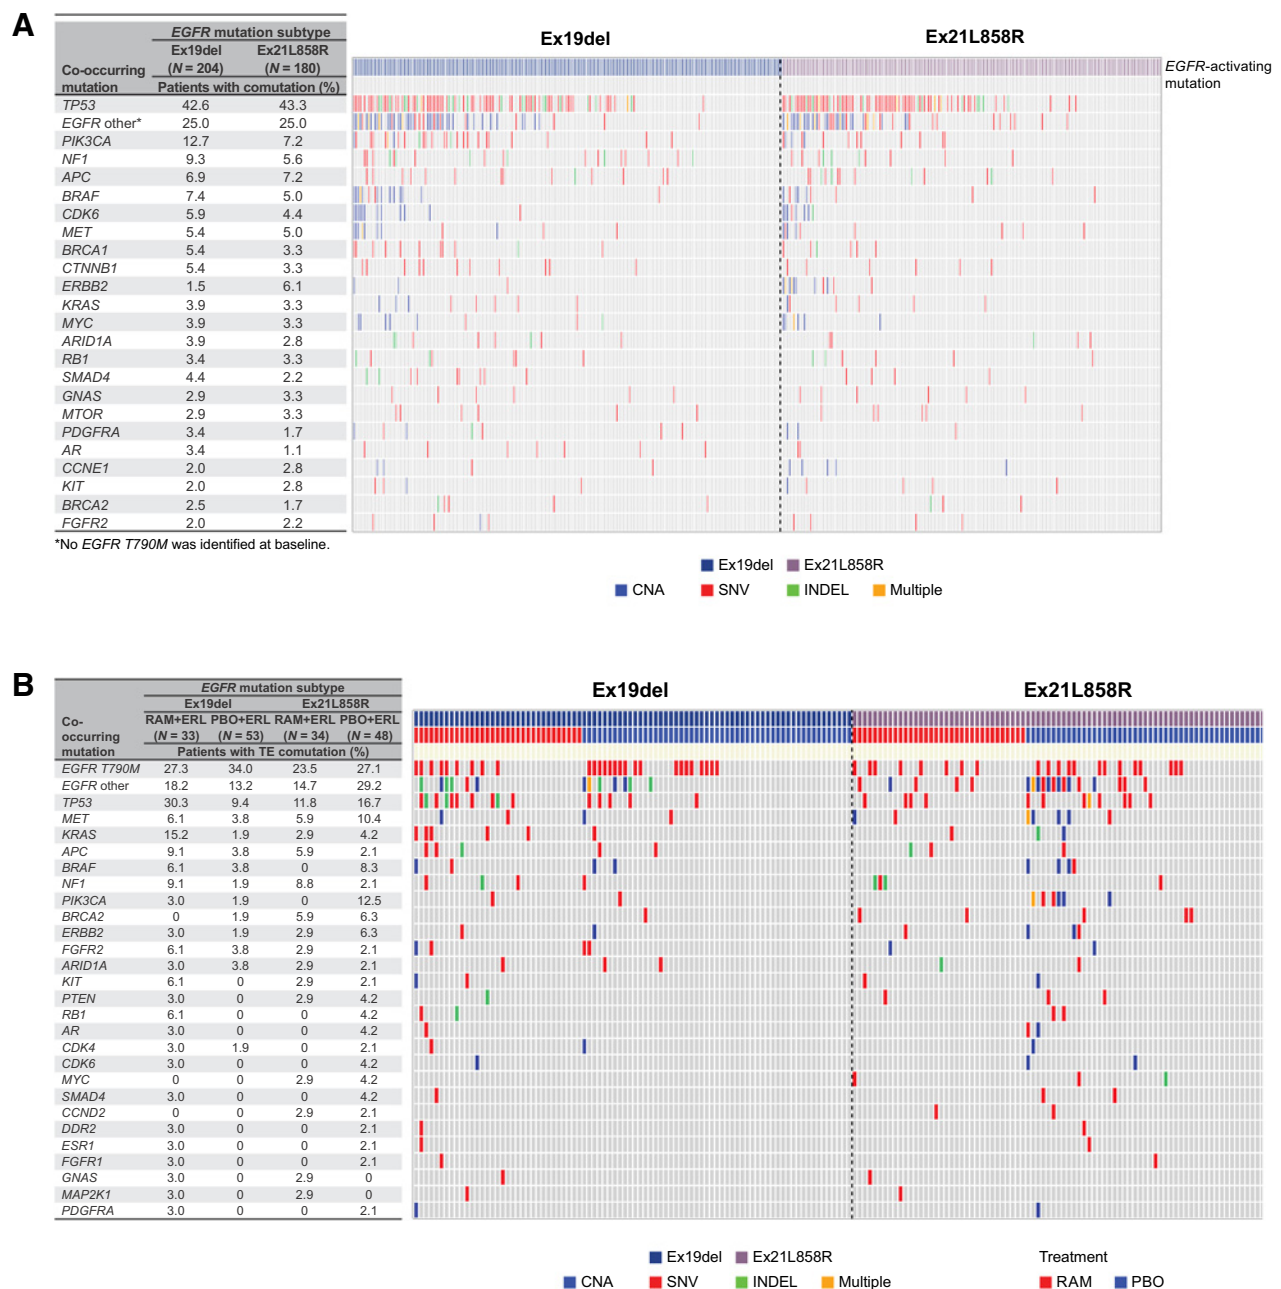 A
EGFR mutation subtype
Ex19del Ex21L858R
Co-occurring (N = 204) (N = 180)
mutation Patients with comutation (%)
TP53 42.6 43.3
EGFR other* 25.0 25.0
PIK3CA 12.7 7.2
NF1 9.3 5.6
APC 6.9 7.2
BRAF 7.4 5.0
CDK6 5.9 4.4
MET 5.4 5.0
BRCA1 5.4 3.3
CTNNB1 5.4 3.3
ERBB2 1.5 6.1
KRAS 3.9 3.3
MYC 3.9 3.3
ARID1A 3.9 2.8
RB1 3.4 3.3
SMAD4 4.4 2.2
GNAS 2.9 3.3
MTOR 2.9 3.3
PDGFRA 3.4 1.7
AR 3.4 1.1
CCNE1 2.0 2.8
KIT 2.0 2.8
BRCA2 2.5 1.7
FGFR2 2.0 2.2
*No EGFR T790M was identified at baseline.
Ex19del Ex21L858R
EGFR-activating
mutation
Ex19del Ex21L858R
CNA SNV INDEL Multiple
B
EGFR mutation subtype
Ex19del Ex21L858R
Co- RAM+ERL PBO+ERL RAM+ERL PBO+ERL
occurring (N = 33) (N = 53) (N = 34) (N = 48)
mutation Patients with TE comutation (%)
EGFR T790M 27.3 34.0 23.5 27.1
EGFR other 18.2 13.2 14.7 29.2
TP53 30.3 9.4 11.8 16.7
MET 6.1 3.8 5.9 10.4
KRAS 15.2 1.9 2.9 4.2
APC 9.1 3.8 5.9 2.1
BRAF 6.1 3.8 0 8.3
NF1 9.1 1.9 8.8 2.1
PIK3CA 3.0 1.9 0 12.5
BRCA2 0 1.9 5.9 6.3
ERBB2 3.0 1.9 2.9 6.3
FGFR2 6.1 3.8 2.9 2.1
ARID1A 3.0 3.8 2.9 2.1
KIT 6.1 0 2.9 2.1
PTEN 3.0 0 2.9 4.2
RB1 6.1 0 0 4.2
AR 3.0 0 0 4.2
CDK4 3.0 1.9 0 2.1
CDK6 3.0 0 0 4.2
MYC 0 0 2.9 4.2
SMAD4 3.0 0 0 4.2
CCND2 0 0 2.9 2.1
DDR2 3.0 0 0 2.1
ESR1 3.0 0 0 2.1
FGFR1 3.0 0 0 2.1
GNAS 3.0 0 2.9 0
MAP2K1 3.0 0 2.9 0
PDGFRA 3.0 0 0 2.1
Ex19del Ex21L858R
Ex19del Ex21L858R Treatment
CNA SNV INDEL Multiple RAM PBO